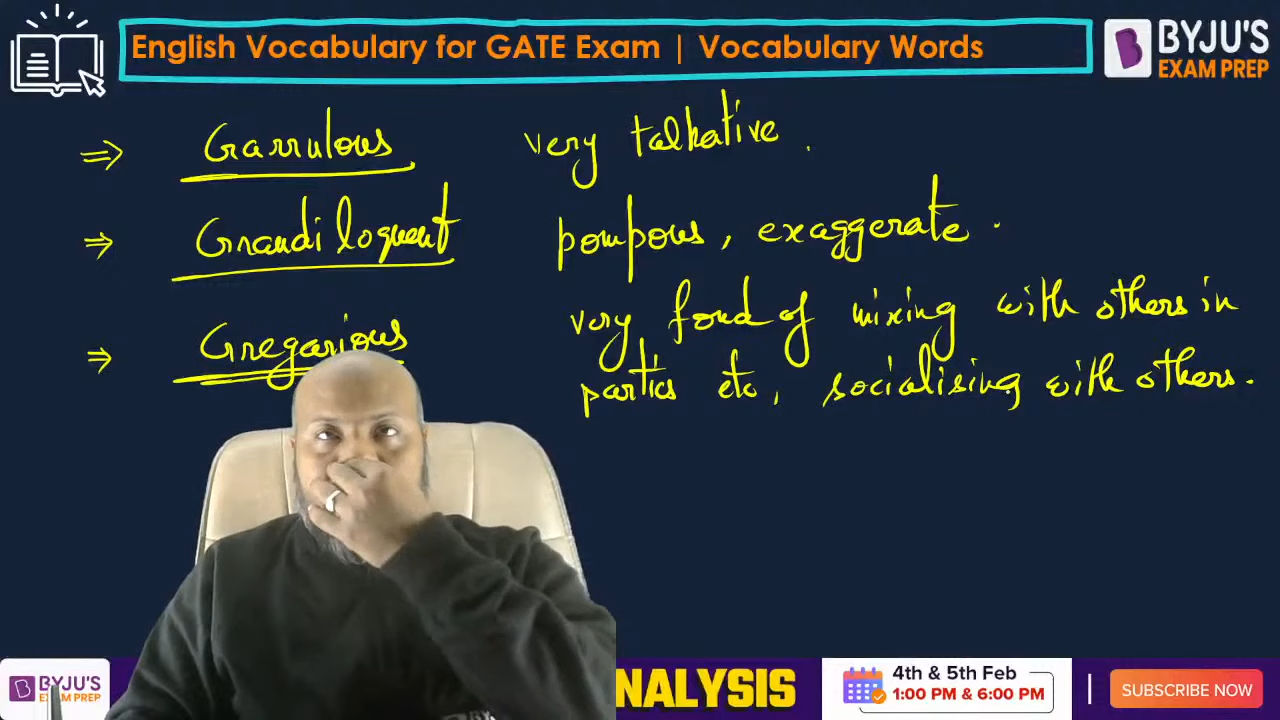 English Vocabulary for GATE Exam | Vocabulary Words
BYJU'S
EXAM PREP
⇒ Garrulous very talkative.
⇒ Grandiloquent pompous, exaggerate.
⇒ Gregarious very fond of mixing with others in
parties etc, socialising with others.
BYJU'S
EXAM PREP
NALYSIS
4th & 5th Feb
1:00 PM & 6:00 PM
SUBSCRIBE NOW